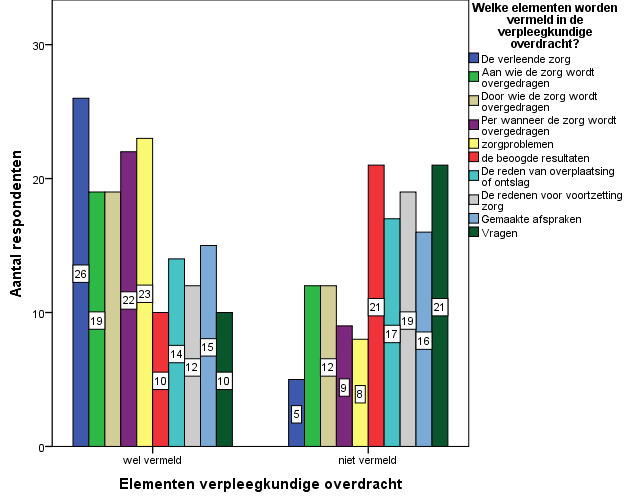 Welke elementen worden
vermeld in de
verpleegkundige
overdracht?
De verleende zorg
Aan wie de zorg wordt
overgedragen
Door wie de zorg wordt
overgedragen
Per wanneer de zorg wordt
overgedragen
zorgproblemen
de beoogde resultaten
De reden van overplaatsing
of ontslag
De redenen voor voortzetting
zorg
Gemaakte afspraken
Vragen
Aantal respondenten
30
20
10
0
26
19
22
23
10
14
12
15
10
5
12
9
8
21
17
19
16
21
wel vermeld
niet vermeld
Elementen verpleegkundige overdracht